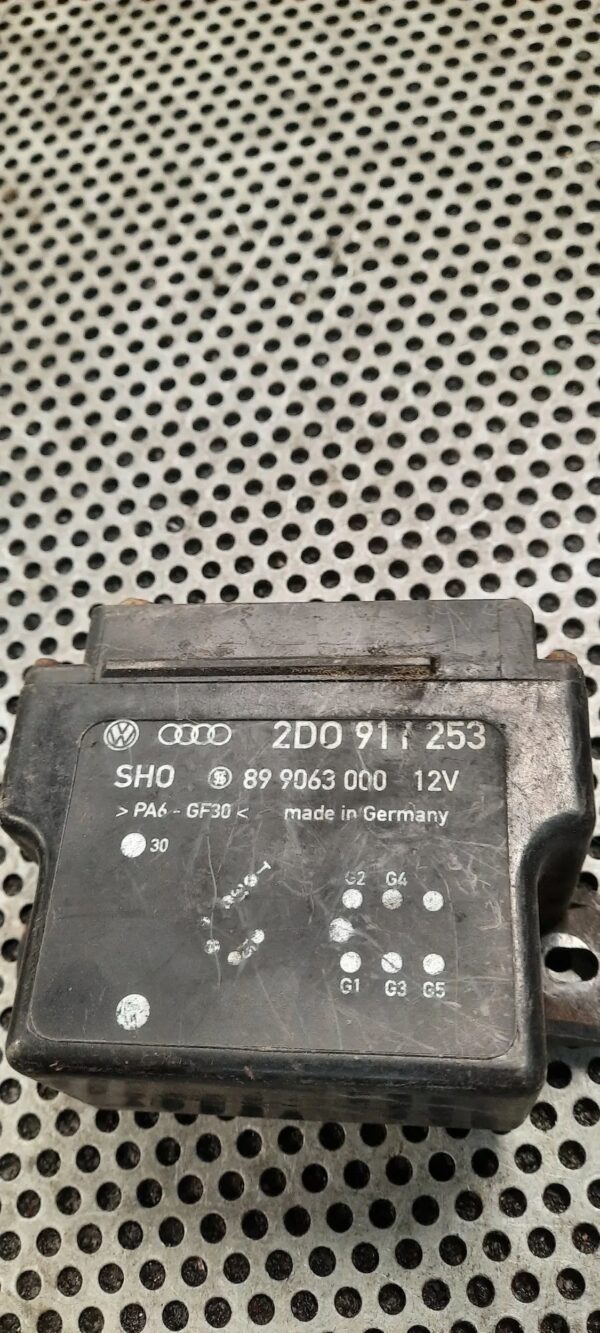 2D0 911 253
SHO 89 9063 000 12V
> PA6 - GF30 < made in Germany
30
G2 G4
G1 G3 G5